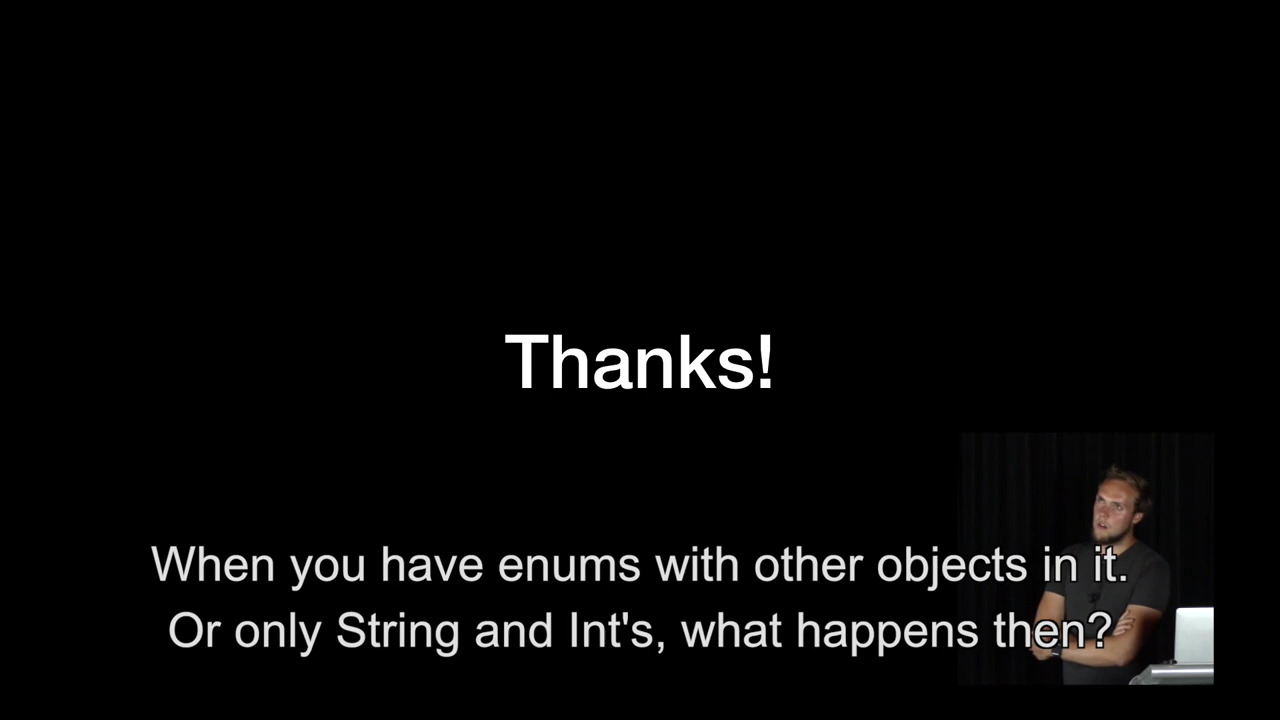 Thanks!
When you have enums with other objects in it.
Or only String and Int's, what happens then?